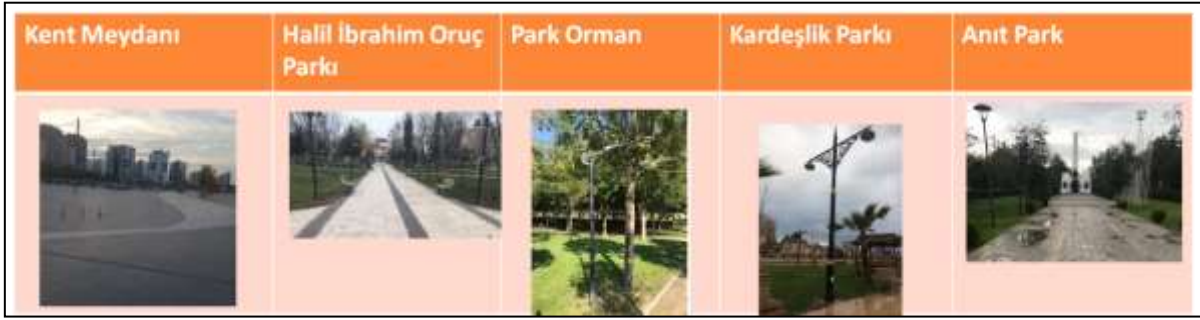 Kent Meydanı
Halil İbrahim Oruç
Parkı
Park Orman
Kardeşlik Parkı
Anıt Park